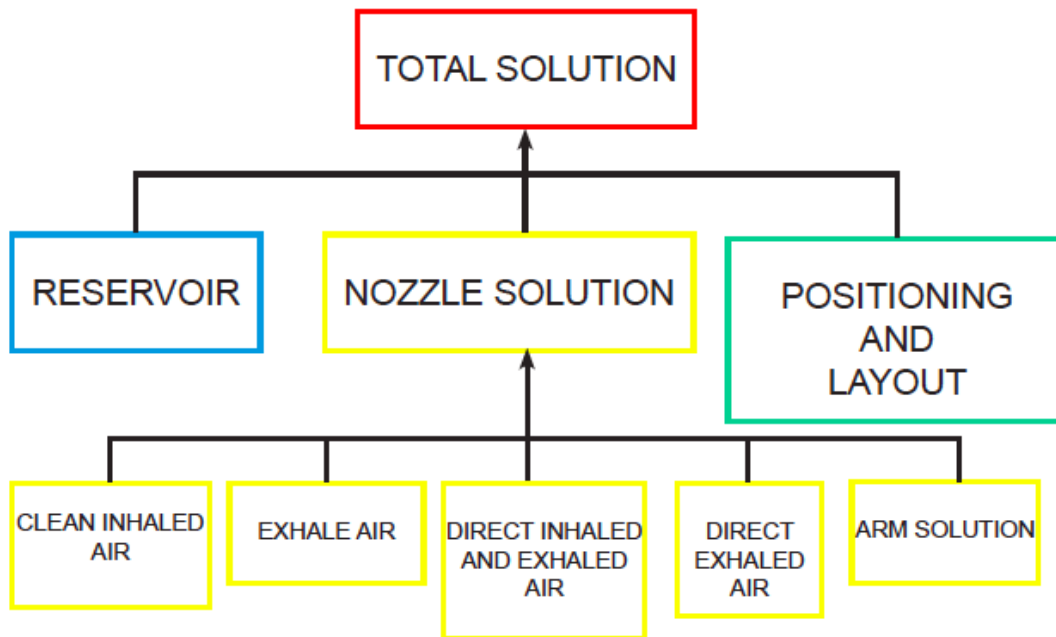 TOTAL SOLUTION
RESERVOIR
NOZZLE SOLUTION
POSITIONING
AND
LAYOUT
CLEAN INHALED
AIR
EXHALE AIR
DIRECT INHALED
AND EXHALED
AIR
DIRECT
EXHALED
AIR
ARM SOLUTION